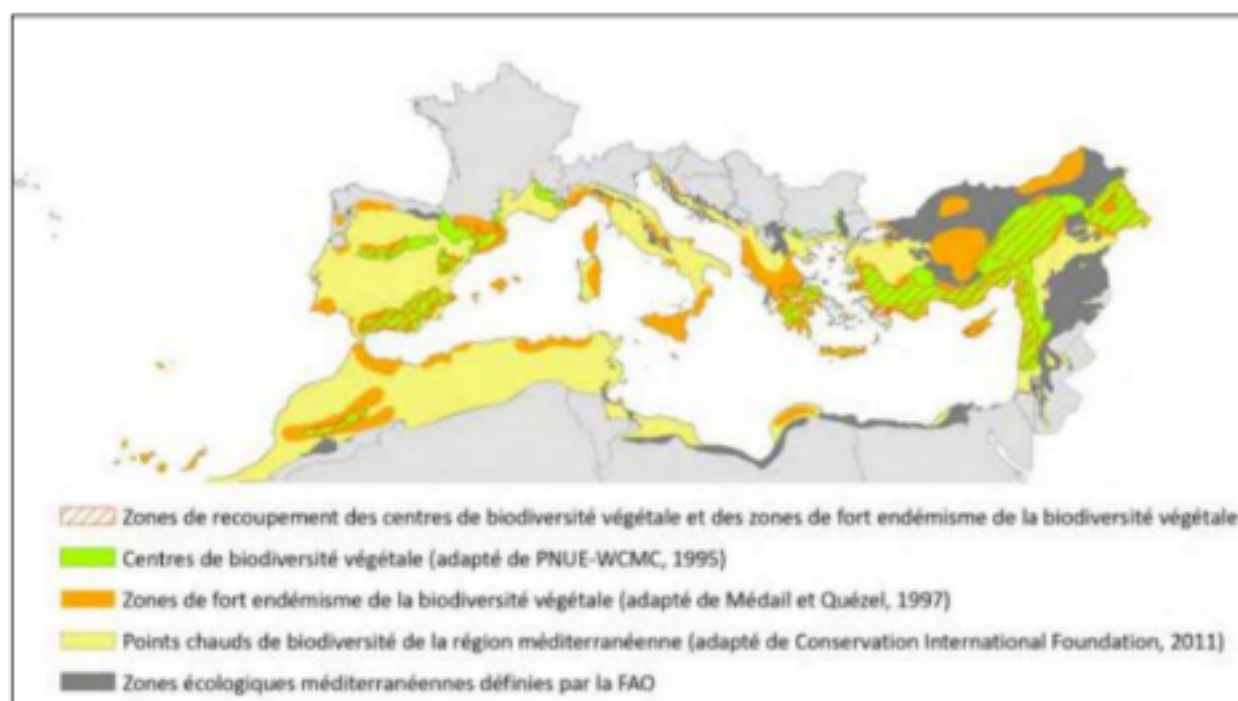 Zones de recoupement des centres de biodiversité végétale et des zones de fort endémisme de la biodiversité végétale
Centres de biodiversité végétale (adapté de PNUE-WCMC, 1995)
Zones de fort endémisme de la biodiversité végétale (adapté de Médail et Quézel, 1997)
Points chauds de biodiversité de la région méditerranéenne (adapté de Conservation International Foundation, 2011)
Zones écologiques méditerranéennes définies par la FAO